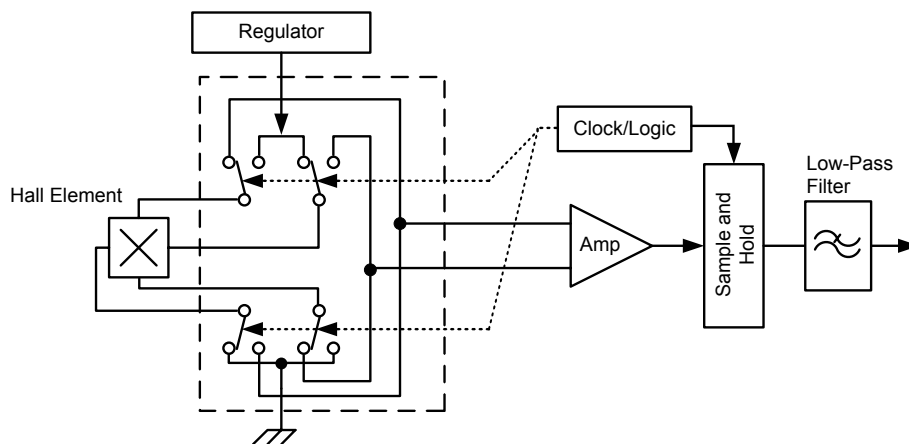 Regulator
Clock/Logic
Low-Pass
Filter
Hall Element
Amp
Sample and
Hold